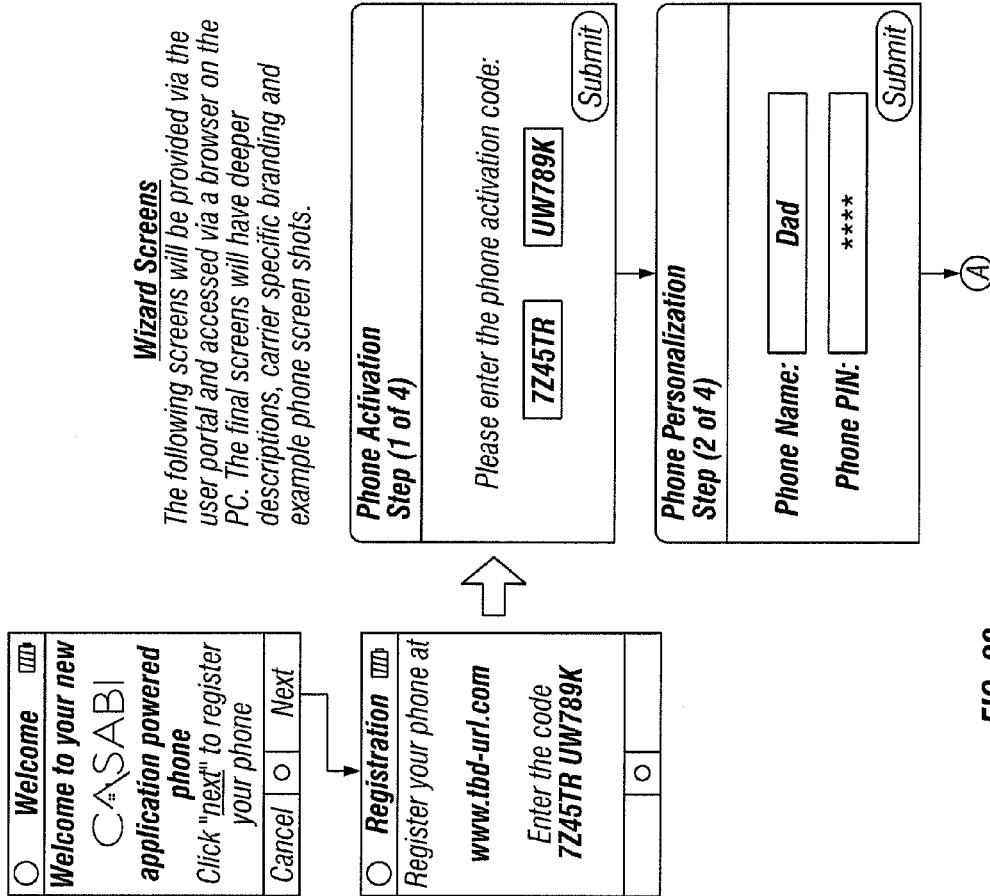 Welcome
Welcome to your new
CASABI
application powered
phone
Click "next" to register
your phone
Cancel
Next
Registration
Register your phone at
www.tbd-url.com
Enter the code
7Z45TR UW789K
Wizard Screens
The following screens will be provided via the
user portal and accessed via a browser on the
PC. The final screens will have deeper
descriptions, carrier specific branding and
example phone screen shots.
Phone Activation
Step (1 of 4)
Please enter the phone activation code:
7Z45TR
UW789K
Submit
Phone Personalization
Step (2 of 4)
Phone Name: Dad
Phone PIN: ****
Submit
A
FIG.